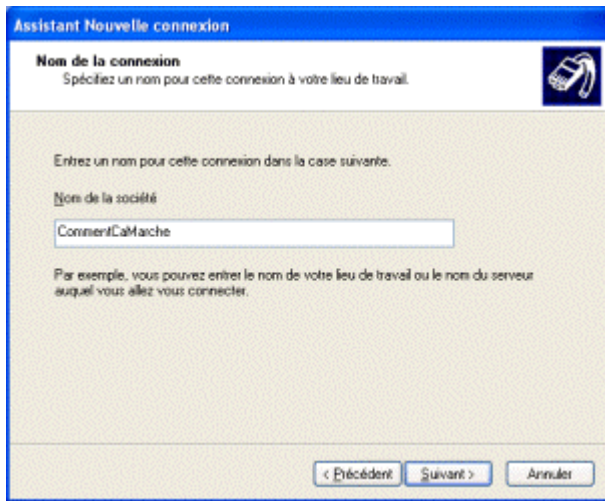 Assistant Nouvelle connexion
Nom de la connexion
Spécifiez un nom pour cette connexion à votre lieu de travail.
Entrez un nom pour cette connexion dans la case suivante.
Nom de la société
CommentCaMarche
Par exemple, vous pouvez entrer le nom de votre lieu de travail ou le nom du serveur
auquel vous allez vous connecter.
< Précédent Suivant > Annuler